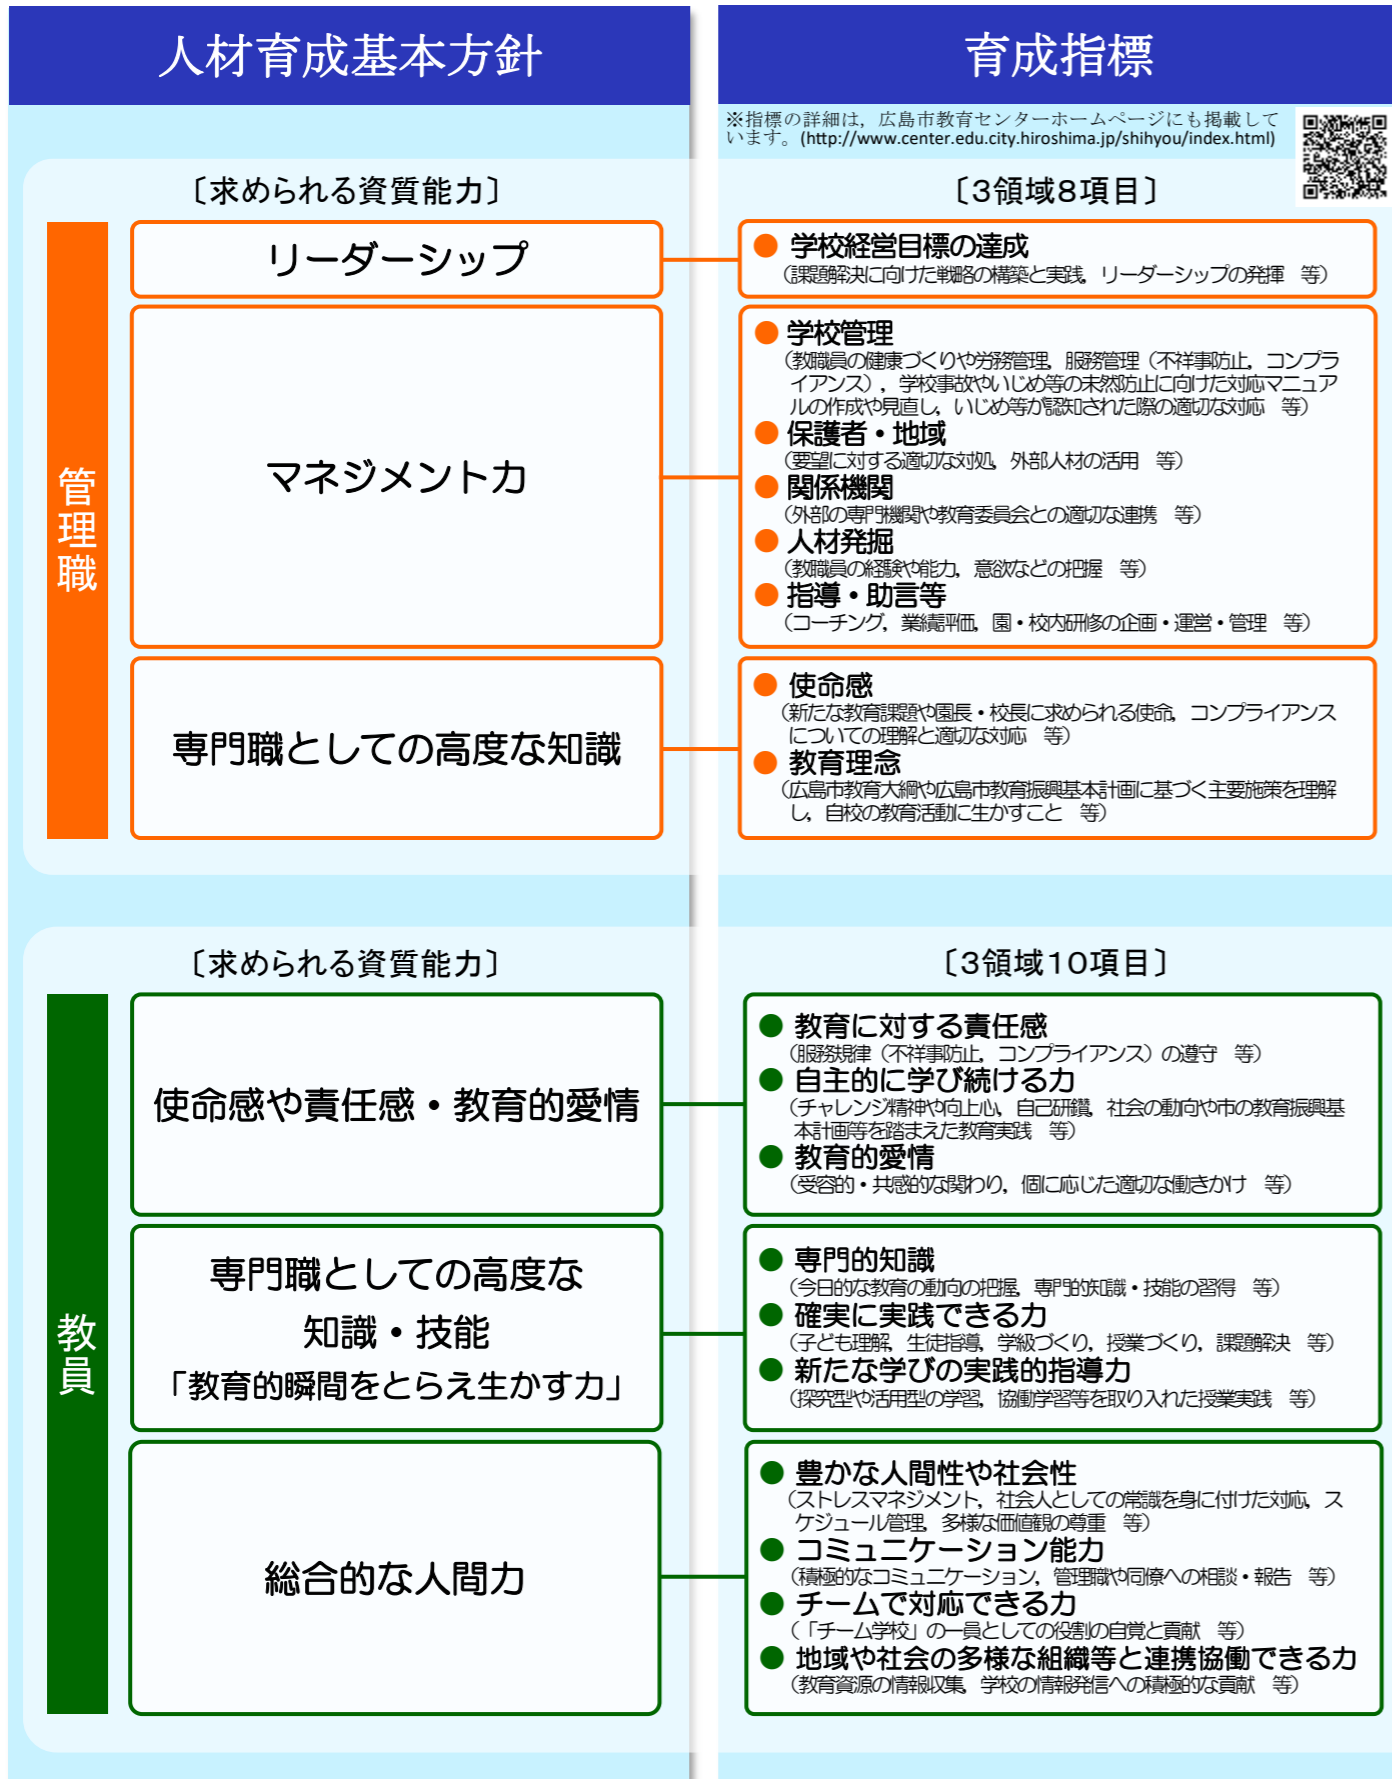 人材育成基本方針
育成指標
※指標の詳細は，広島市教育センターホームページにも掲載して
います。(http://www.center.edu.city.hiroshima.jp/shihyou/index.html)
〔求められる資質能力〕
〔3領域8項目〕
管理職
リーダーシップ
● 学校経営目標の達成
（課題解決に向けた戦略の構築と実践，リーダーシップの発揮　等）
マネジメント力
● 学校管理
（教職員の健康づくりや労務管理，服務管理（不祥事防止，コンプラ
イアンス），学校事故やいじめ等の未然防止に向けた対応マニュア
ルの作成や見直し，いじめ等が認知された際の適切な対応　等）
● 保護者・地域
（要望に対する適切な対処，外部人材の活用　等）
● 関係機関
（外部の専門機関や教育委員会との適切な連携　等）
● 人材発掘
（教職員の経験や能力，意欲などの把握　等）
● 指導・助言等
（コーチング，業績評価，園・校内研修の企画・運営・管理　等）
専門職としての高度な知識
● 使命感
（新たな教育課題や園長・校長に求められる使命，コンプライアンス
についての理解と適切な対応　等）
● 教育理念
（広島市教育大綱や広島市教育振興基本計画に基づく主要施策を理解
し，自校の教育活動に生かすこと　等）
〔求められる資質能力〕
〔3領域10項目〕
教員
使命感や責任感・教育的愛情
● 教育に対する責任感
（服務規律（不祥事防止，コンプライアンス）の遵守　等）
● 自主的に学び続ける力
（チャレンジ精神や向上心，自己研鑽，社会の動向や市の教育振興基
本計画等を踏まえた教育実践　等）
● 教育的愛情
（受容的・共感的な関わり，個に応じた適切な働きかけ　等）
専門職としての高度な
知識・技能
「教育的瞬間をとらえ生かす力」
● 専門的知識
（今日的な教育の動向の把握，専門的知識・技能の習得　等）
● 確実に実践できる力
（子ども理解，生徒指導，学級づくり，授業づくり，課題解決　等）
● 新たな学びの実践的指導力
（探究型や活用型の学習，協働学習等を取り入れた授業実践　等）
総合的な人間力
● 豊かな人間性や社会性
（ストレスマネジメント，社会人としての常識を身に付けた対応，ス
ケジュール管理，多様な価値観の尊重　等）
● コミュニケーション能力
（積極的なコミュニケーション，管理職や同僚への相談・報告　等）
● チームで対応できる力
（「チーム学校」の一員としての役割の自覚と貢献　等）
● 地域や社会の多様な組織等と連携協働できる力
（教育資源の情報収集，学校の情報発信への積極的な貢献　等）